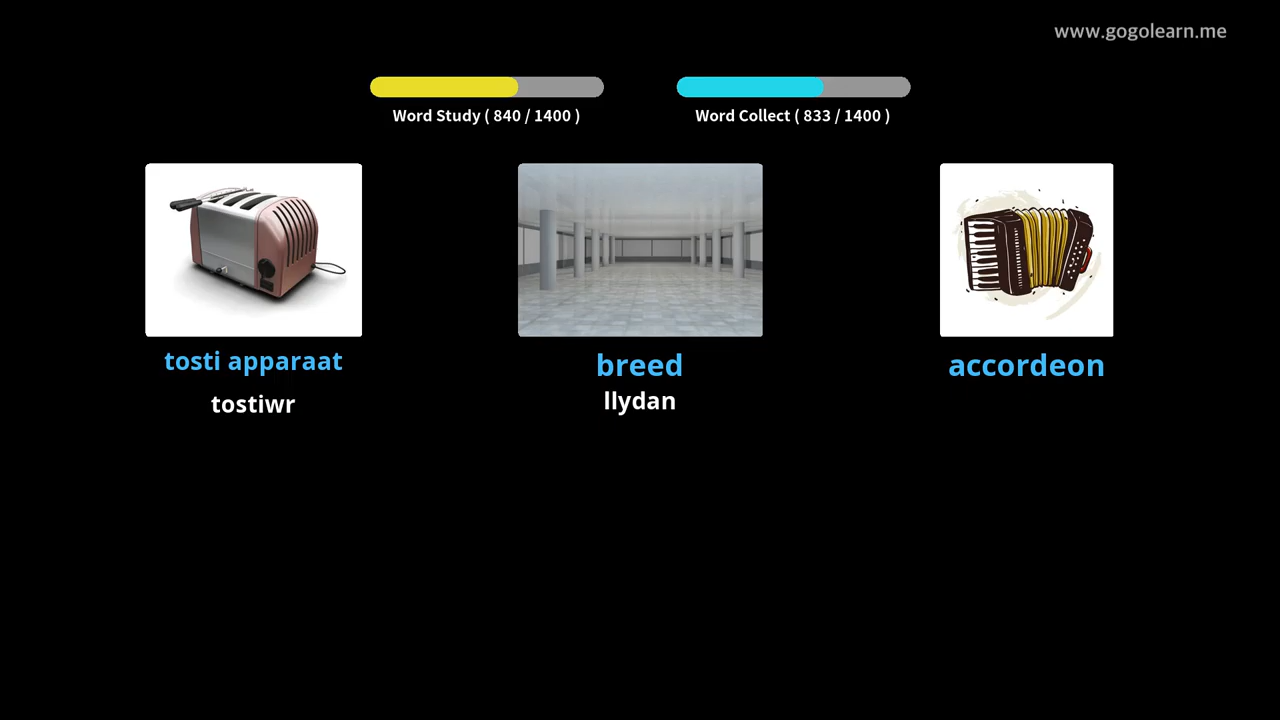 www.gogolearn.me
Word Study ( 840 / 1400 )
Word Collect ( 833 / 1400 )
tosti apparaat
breed
accordeon
tostiwr
llydan